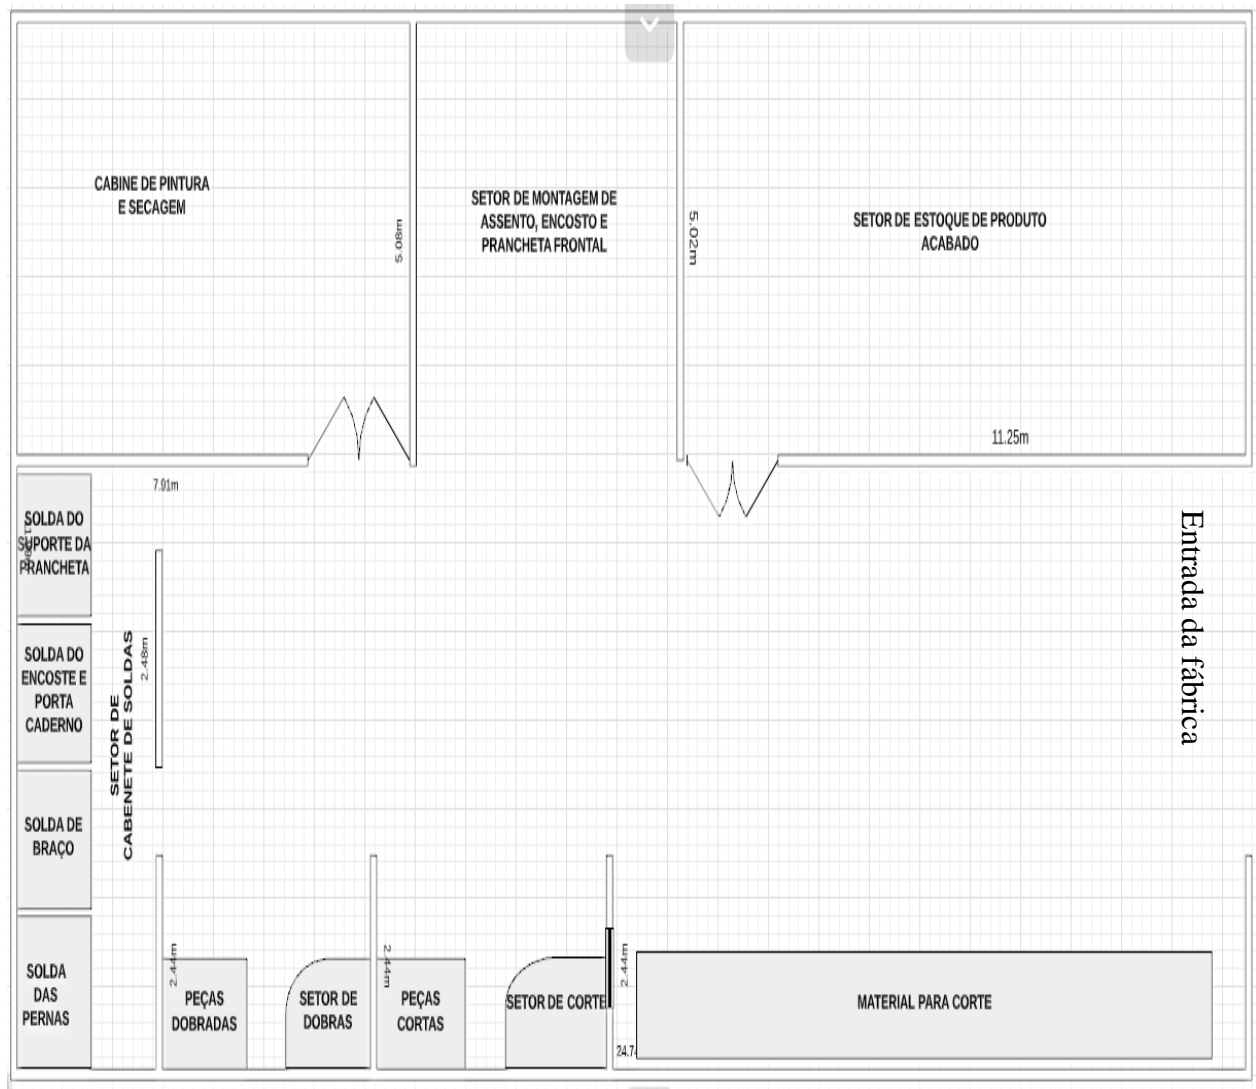 CABINE DE PINTURA
E SECAGEM
5.08m
SETOR DE MONTAGEM DE
ASSENTO, ENCOSTO E
PRANCHETA FRONTAL
5.02m
SETOR DE ESTOQUE DE PRODUTO
ACABADO
11.25m
7.91m
SOLDA DO
SUPORTE DA
PRANCHETA
SOLDA DO
ENCOSTE E
PORTA
CADERNO
SETOR DE
CABENETE DE SOLDAS
2.48m
Entrada da fábrica
SOLDA DE
BRAÇO
SOLDA
DAS
PERNAS
2.44m
PEÇAS
DOBRADAS
SETOR DE
DOBRAS
2.44m
PEÇAS
CORTAS
SETOR DE CORTE
2.44m
24.7
MATERIAL PARA CORTE